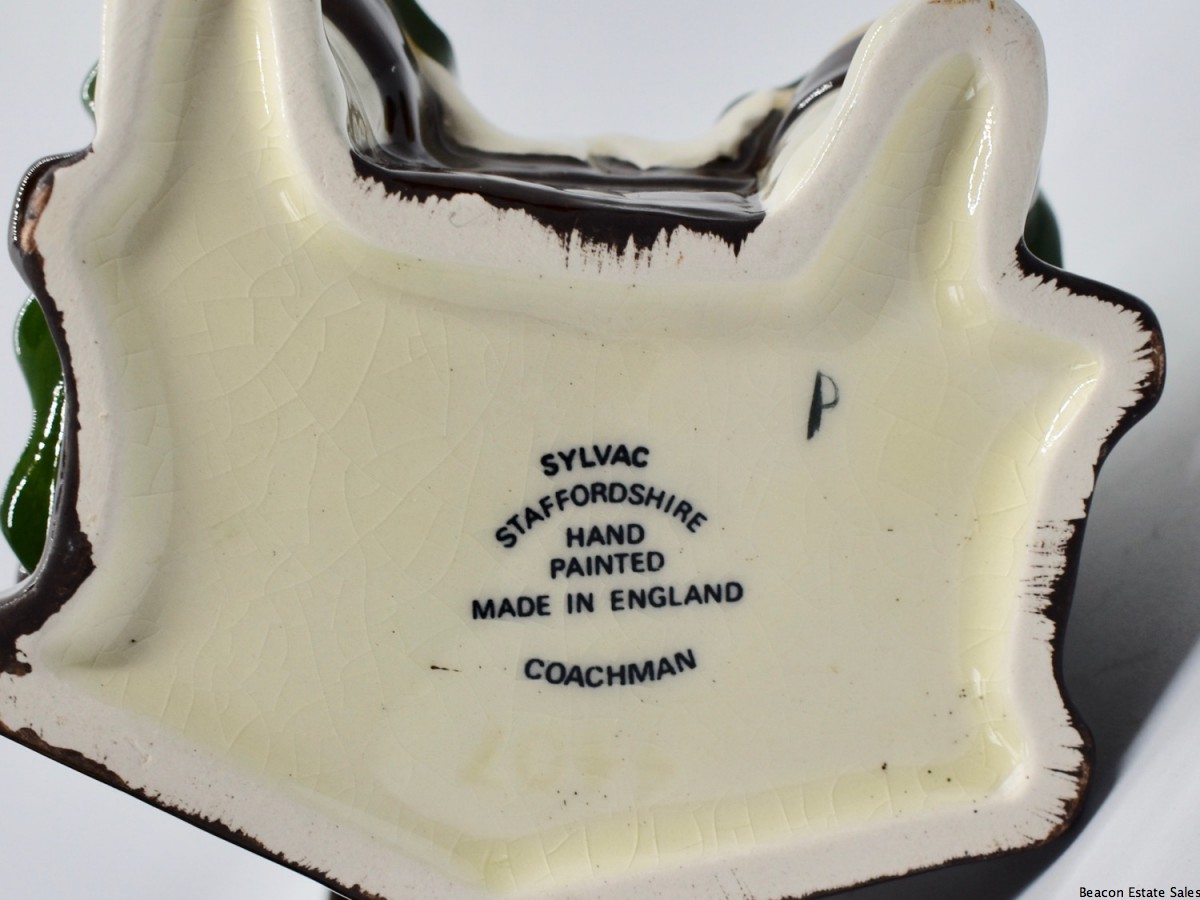 P
SYLVAC
STAFFORDSHIRE
HAND
PAINTED
MADE IN ENGLAND
COACHMAN
Beacon Estate Sales